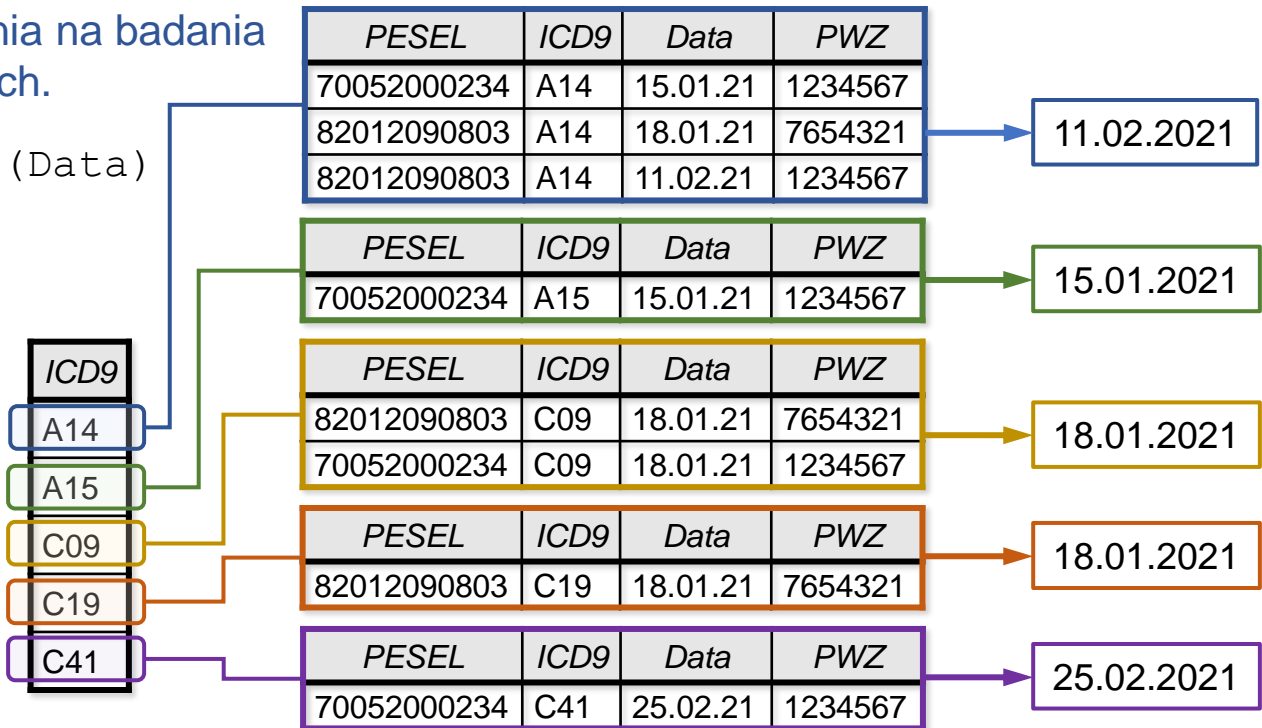 nia na badania
ch.
(Data)
PESEL ICD9 Data PWZ
70052000234 A14 15.01.21 1234567
82012090803 A14 18.01.21 7654321
82012090803 A14 11.02.21 1234567
11.02.2021
PESEL ICD9 Data PWZ
70052000234 A15 15.01.21 1234567
15.01.2021
ICD9
A14
A15
C09
C19
C41
PESEL ICD9 Data PWZ
82012090803 C09 18.01.21 7654321
70052000234 C09 18.01.21 1234567
18.01.2021
PESEL ICD9 Data PWZ
82012090803 C19 18.01.21 7654321
18.01.2021
PESEL ICD9 Data PWZ
70052000234 C41 25.02.21 1234567
25.02.2021